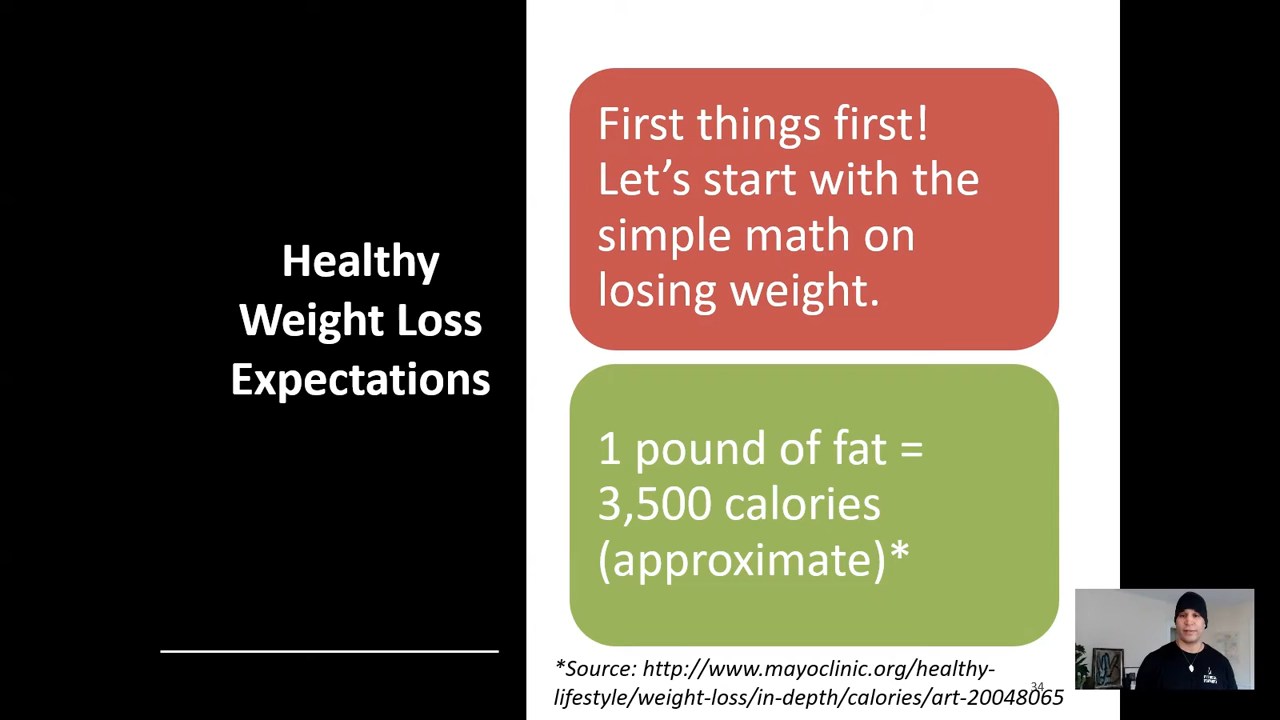 Healthy
Weight Loss
Expectations
First things first!
Let’s start with the
simple math on
losing weight.
1 pound of fat =
3,500 calories
(approximate)*
*Source: http://www.mayoclinic.org/healthy-
lifestyle/weight-loss/in-depth/calories/art-20048065
34